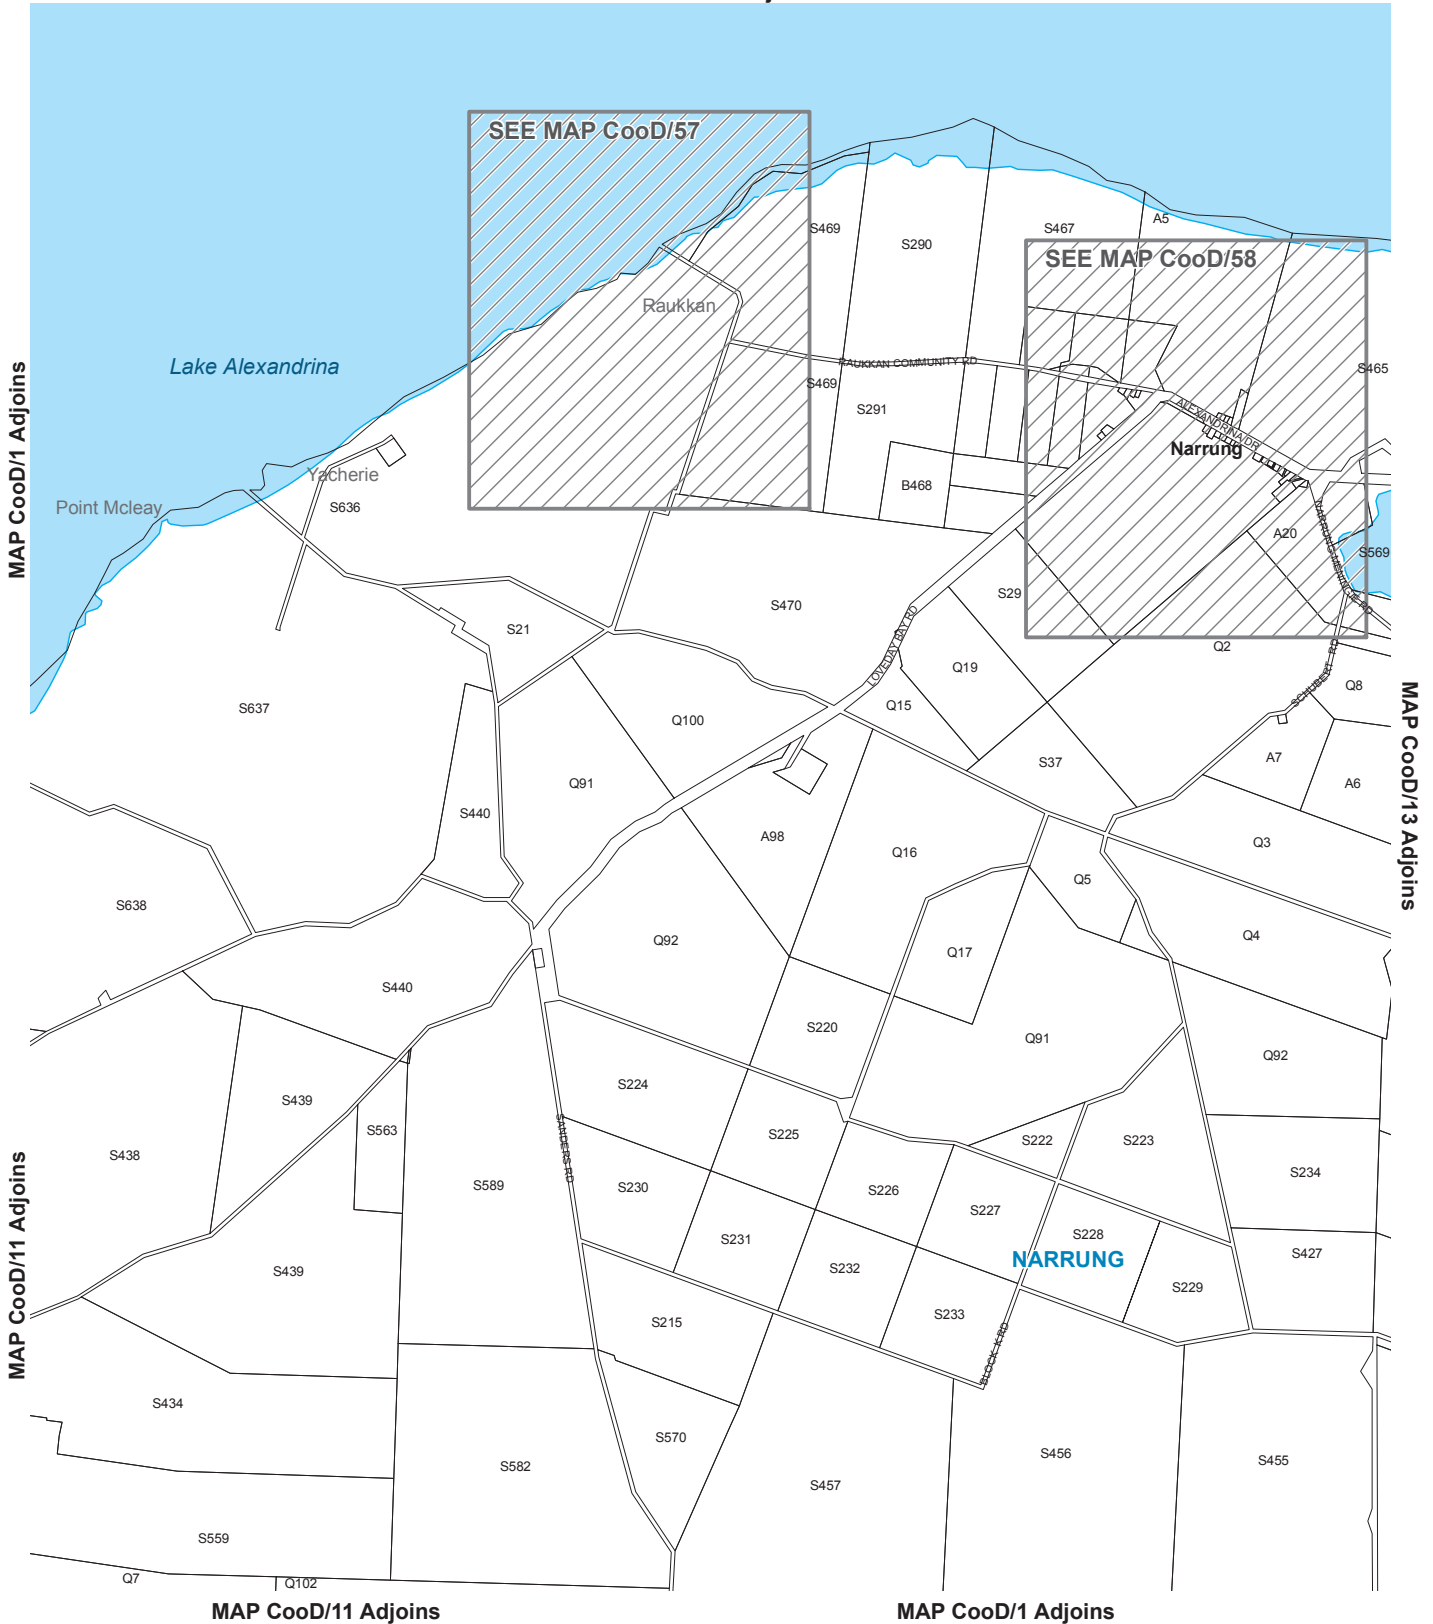 SEE MAP CooD/57
S469
S290
S467
A5
SEE MAP CooD/58
Raukkan
Lake Alexandrina
RAUKKAN COMMUNITY RD
S465
S469
S291
ALEXANDRINA DR
Narrung
MAP CooD/1 Adjoins
Yacherie
B468
Point Mcleay
S636
A20
NARRUNG MENINGIE RD
S569
S470
S29
S21
LOVEDAY BAY RD
Q2
Q19
SCHUBERT RD
Q8
S637
Q15
Q100
MAP CooD/13 Adjoins
S37
A7
A6
Q91
S440
A98
Q16
Q3
Q5
S638
Q92
Q17
Q4
S440
S220
Q91
Q92
S224
S439
S563
S225
S222
S223
S438
SANDERS RD
S589
S230
S226
S234
S227
MAP CooD/11 Adjoins
S231
S228
NARRUNG
S427
S439
S232
S229
S215
S233
BLOCK K RD
S434
S570
S456
S455
S582
S457
S559
Q7
Q102
MAP CooD/11 Adjoins
MAP CooD/1 Adjoins